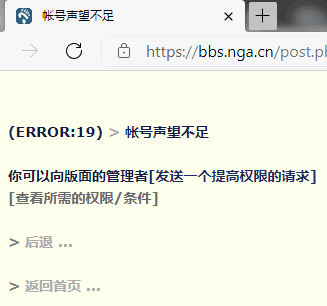 帐号声望不足
https://bbs.nga.cn/post.ph
(ERROR:19) > 帐号声望不足
你可以向版面的管理者[发送一个提高权限的请求]
[查看所需的权限/条件]
> 后退 ...
> 返回首页 ...